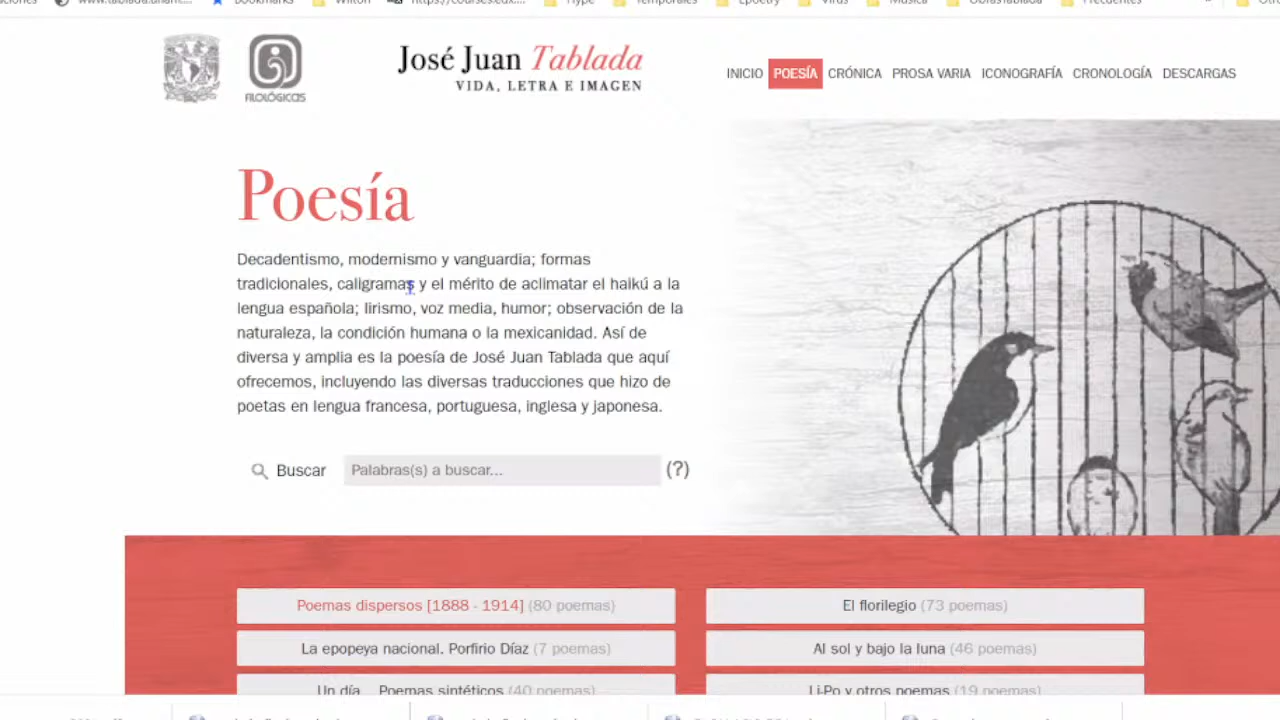 Bookmarks
Wilton
Hype
Temporales
Epoetry
Virus
Música
ObrasTablada
Frecuentes
FILOLÓGICAS
José Juan Tablada
VIDA, LETRA E IMAGEN
INICIO POESÍA CRÓNICA PROSA VARIA ICONOGRAFÍA CRONOLOGÍA DESCARGAS
Poesía
Decadentismo, modernismo y vanguardia; formas
tradicionales, caligramas y el mérito de aclimatar el haikú a la
lengua española; lirismo, voz media, humor; observación de la
naturaleza, la condición humana o la mexicanidad. Así de
diversa y amplia es la poesía de José Juan Tablada que aquí
ofrecemos, incluyendo las diversas traducciones que hizo de
poetas en lengua francesa, portuguesa, inglesa y japonesa.
Buscar Palabras(s) a buscar... (?)
Poemas dispersos [1888 - 1914] (80 poemas)
El florilegio (73 poemas)
La epopeya nacional. Porfirio Díaz (7 poemas)
Al sol y bajo la luna (46 poemas)
Un día... Poemas sintéticos (40 poemas)
Li-Po y otros poemas (19 poemas)